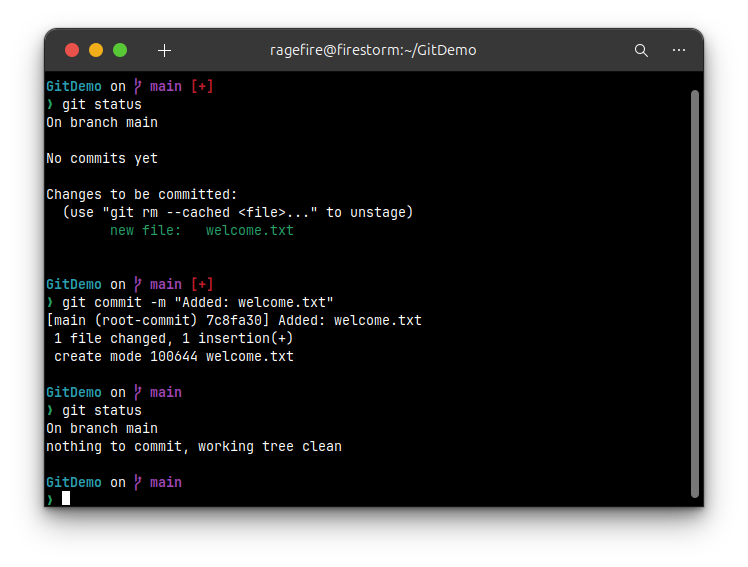 ragefire@firestorm:~/GitDemo
GitDemo on main [+]
❯ git status
On branch main
No commits yet
Changes to be committed:
(use "git rm --cached <file>..." to unstage)
new file:   welcome.txt
GitDemo on main [+]
❯ git commit -m "Added: welcome.txt"
[main (root-commit) 7c8fa30] Added: welcome.txt
1 file changed, 1 insertion(+)
create mode 100644 welcome.txt
GitDemo on main
❯ git status
On branch main
nothing to commit, working tree clean
GitDemo on main
❯